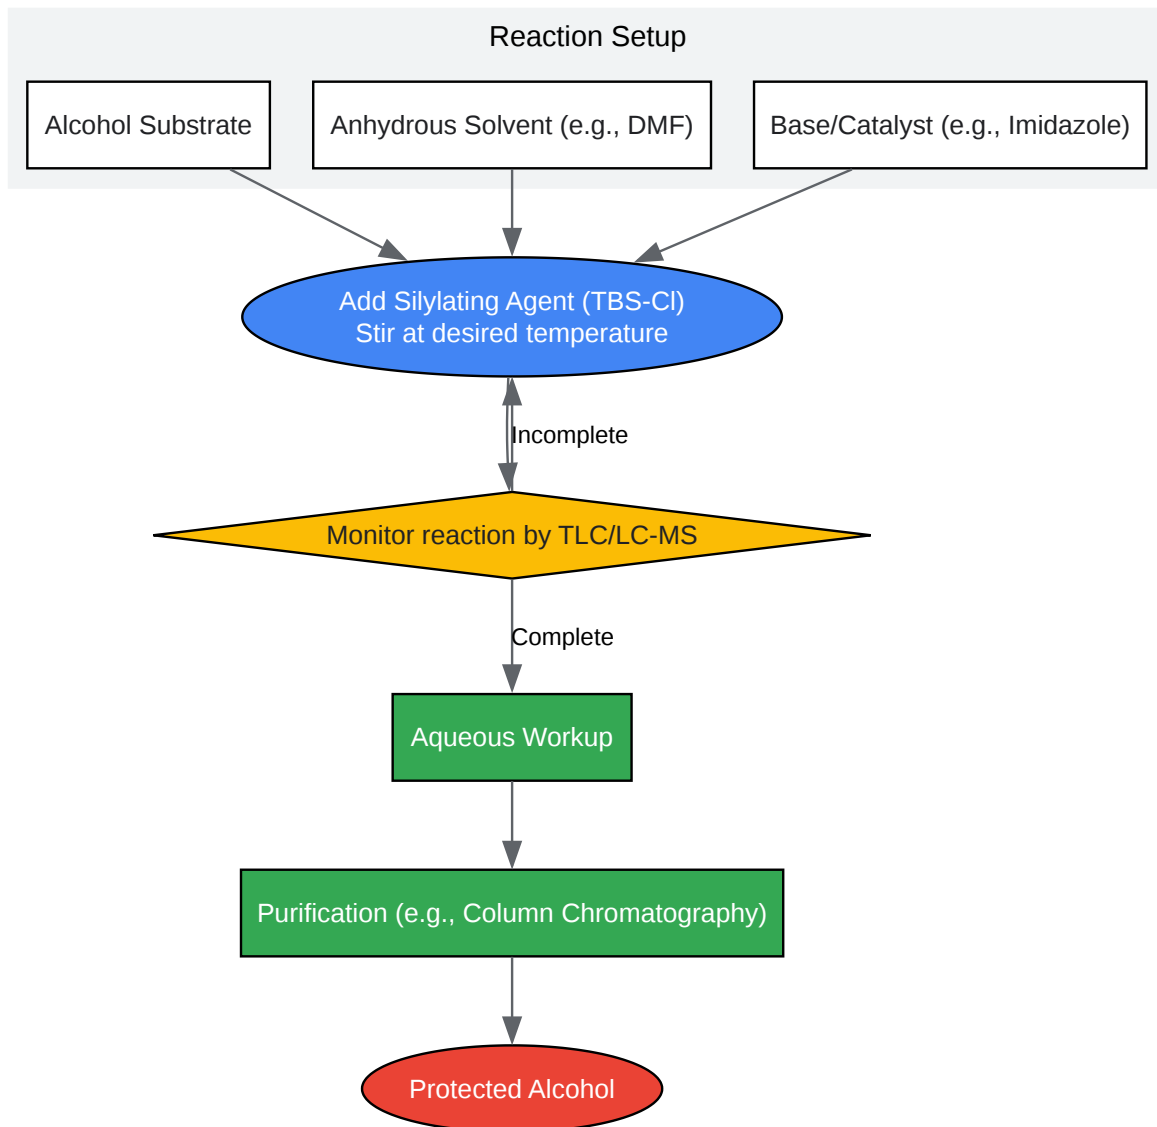 Reaction Setup
Alcohol Substrate
Anhydrous Solvent (e.g., DMF)
Base/Catalyst (e.g., Imidazole)
Add Silylating Agent (TBS-Cl)
Stir at desired temperature
Incomplete
Monitor reaction by TLC/LC-MS
Complete
Aqueous Workup
Purification (e.g., Column Chromatography)
Protected Alcohol